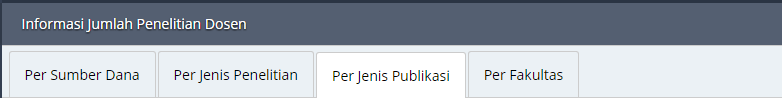 Informasi Jumlah Penelitian Dosen
Per Sumber Dana Per Jenis Penelitian Per Jenis Publikasi Per Fakultas